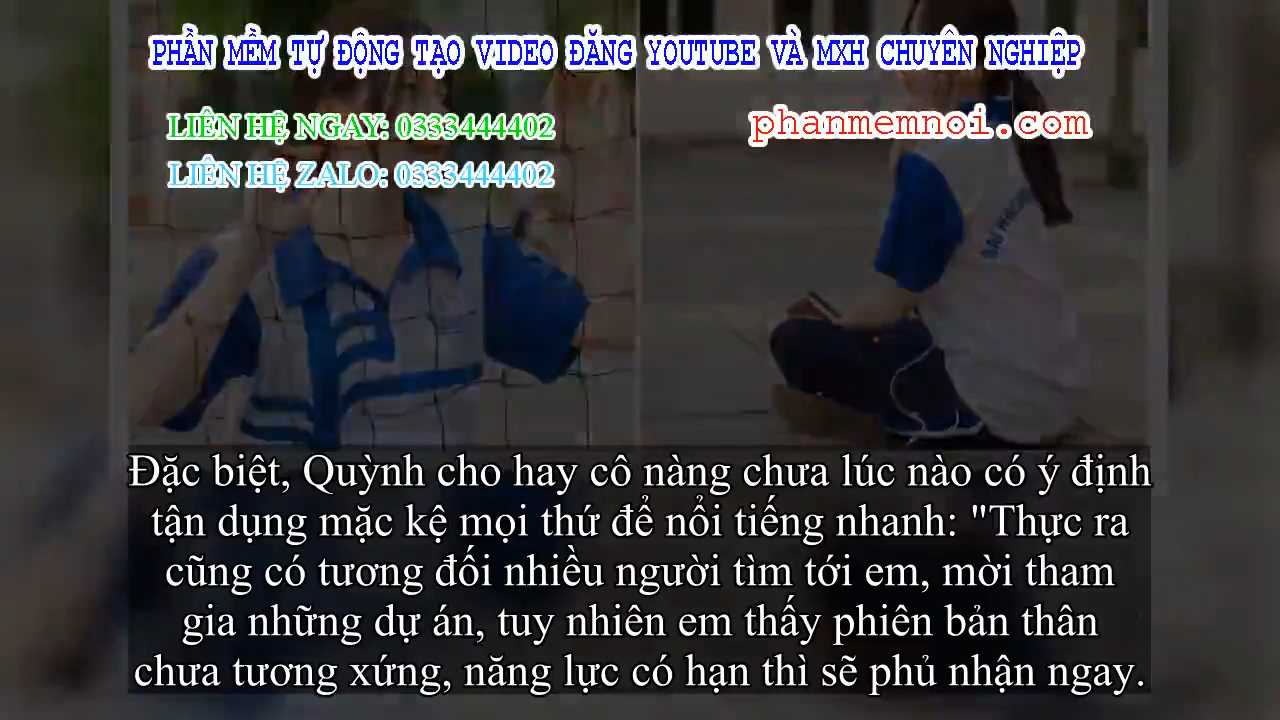 PHẦN MỀM TỰ ĐỘNG TẠO VIDEO ĐĂNG YOUTUBE VÀ MXH CHUYÊN NGHIỆP
LIÊN HỆ NGAY: 0333444402
phanmemnoi.com
LIÊN HỆ ZALO: 0333444402
Đặc biệt, Quỳnh cho hay cô nàng chưa lúc nào có ý định
tận dụng mặc kệ mọi thứ để nổi tiếng nhanh: "Thực ra
cũng có tương đối nhiều người tìm tới em, mời tham
gia những dự án, tuy nhiên em thấy phiên bản thân
chưa tương xứng, năng lực có hạn thì sẽ phủ nhận ngay.